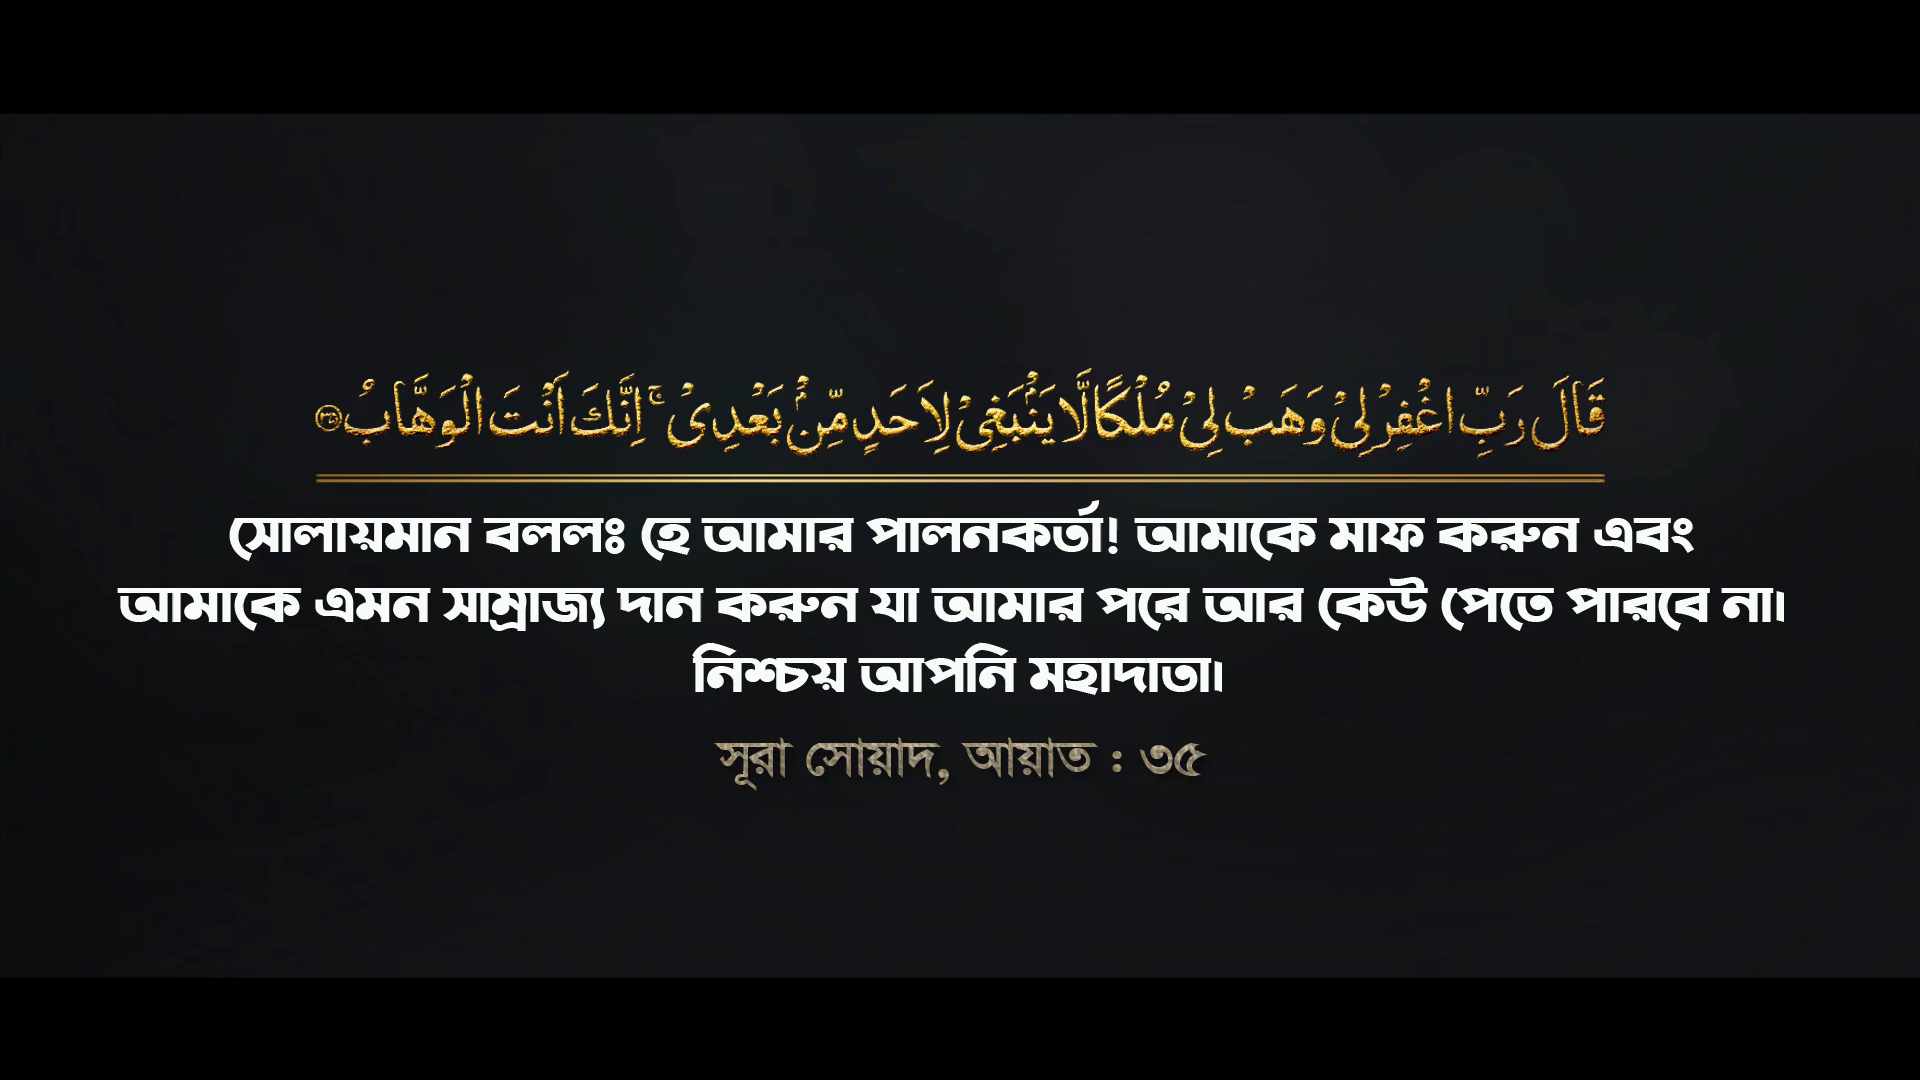 قَالَ رَبِّ اغْفِرْ لِیْ وَهَبْ لِیْ مُلْكًا لَّا یَنْۢبَغِیْ لِاَحَدٍ مِّنْۢ بَعْدِیْ ۚ اِنَّكَ اَنْتَ الْوَهَّابُ ۝۳۵
সোলায়মান বললঃ হে আমার পালনকর্তা! আমাকে মাফ করুন এবং
আমাকে এমন সাম্রাজ্য দান করুন যা আমার পরে আর কেউ পেতে পারবে না।
নিশ্চয় আপনি মহাদাতা।
সূরা সোয়াদ, আয়াত : ৩৫